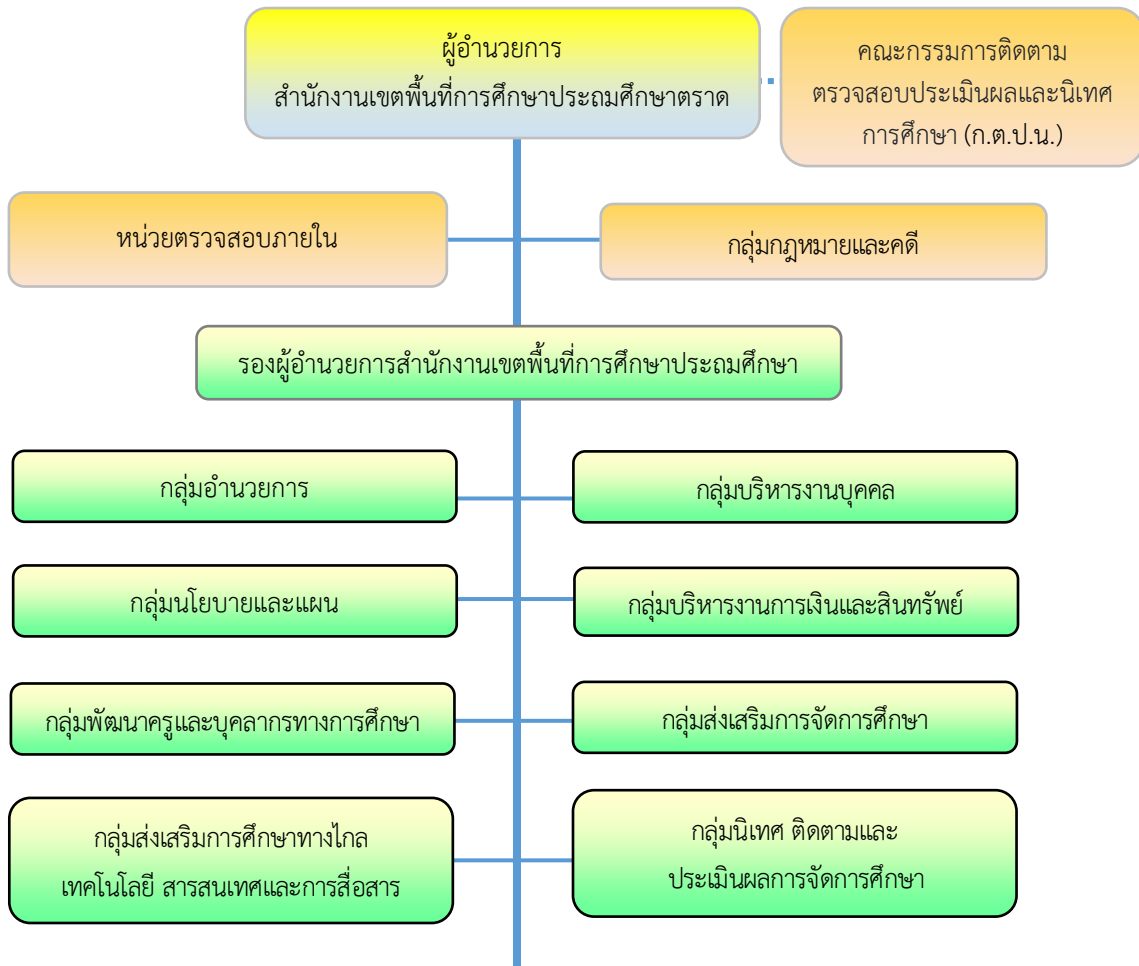 ผู้อำนวยการ
สำนักงานเขตพื้นที่การศึกษาประถมศึกษาตราด
คณะกรรมการติดตาม
ตรวจสอบประเมินผลและนิเทศ
การศึกษา (ก.ต.ป.น.)
หน่วยตรวจสอบภายใน
กลุ่มกฎหมายและคดี
รองผู้อำนวยการสำนักงานเขตพื้นที่การศึกษาประถมศึกษา
กลุ่มอำนวยการ
กลุ่มบริหารงานบุคคล
กลุ่มนโยบายและแผน
กลุ่มบริหารงานการเงินและสินทรัพย์
กลุ่มพัฒนาครูและบุคลากรทางการศึกษา
กลุ่มส่งเสริมการจัดการศึกษา
กลุ่มส่งเสริมการศึกษาทางไกล
เทคโนโลยี สารสนเทศและการสื่อสาร
กลุ่มนิเทศ ติดตามและ
ประเมินผลการจัดการศึกษา